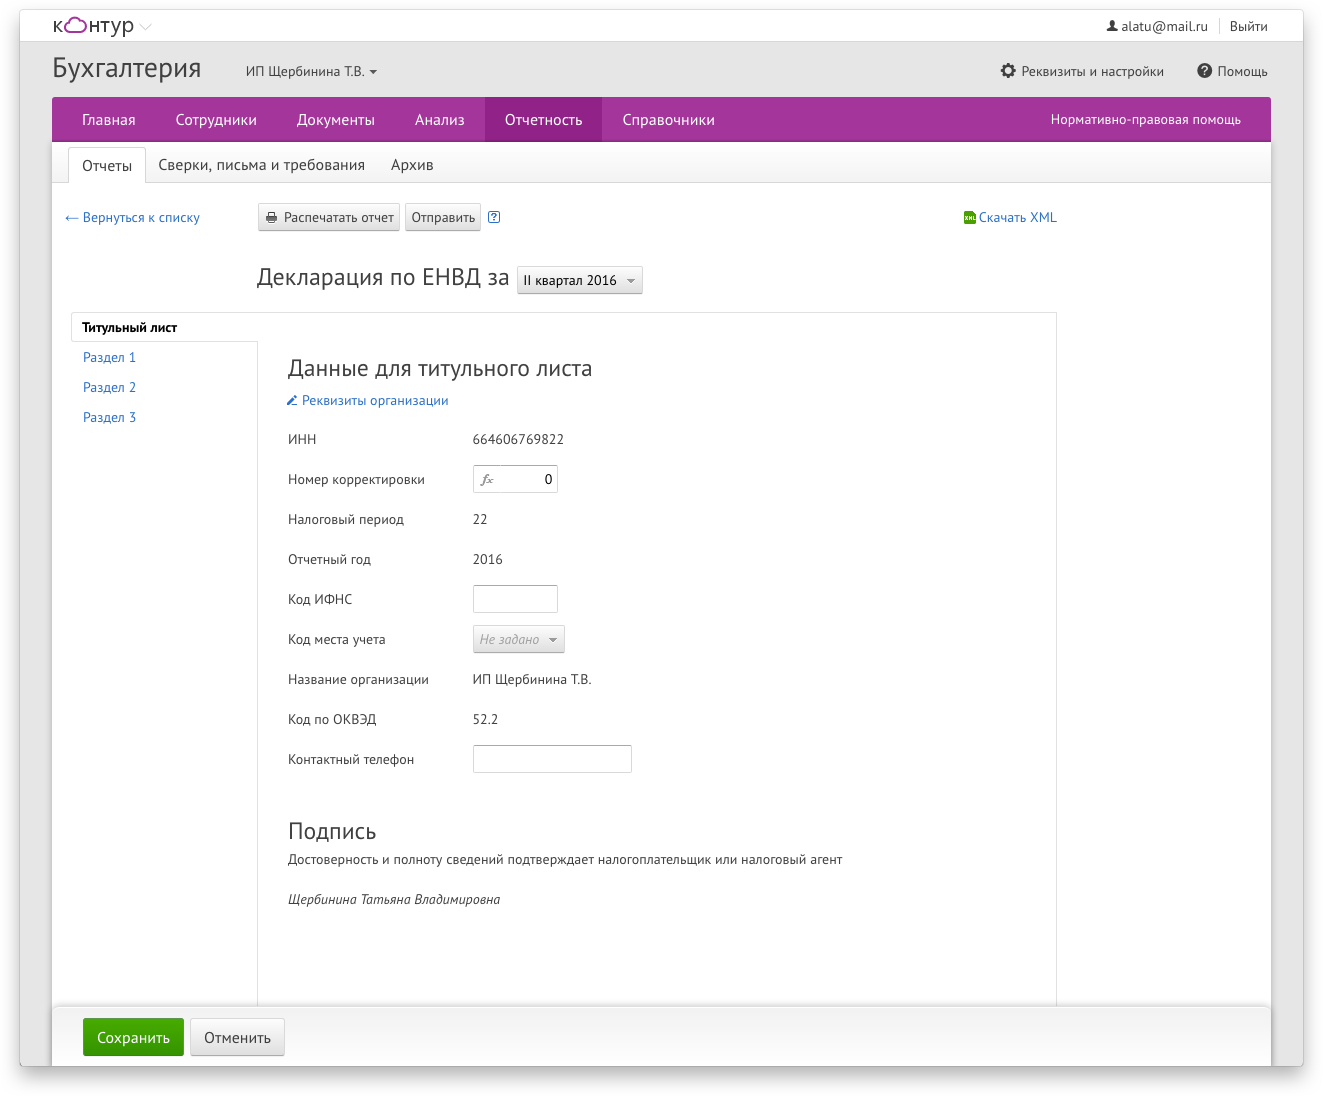 контур
alatu@mail.ru Выйти
Бухгалтерия ИП Щербинина Т.В. Реквизиты и настройки Помощь
Главная Сотрудники Документы Анализ Отчетность Справочники Нормативно-правовая помощь
Отчеты Сверки, письма и требования Архив
← Вернуться к списку Распечатать отчет Отправить ? XML Скачать XML
Декларация по ЕНВД за II квартал 2016
Титульный лист
Раздел 1
Раздел 2
Раздел 3
Данные для титульного листа
Реквизиты организации
ИНН 664606769822
Номер корректировки fx 0
Налоговый период 22
Отчетный год 2016
Код ИФНС
Код места учета Не задано
Название организации ИП Щербинина Т.В.
Код по ОКВЭД 52.2
Контактный телефон
Подпись
Достоверность и полноту сведений подтверждает налогоплательщик или налоговый агент
Щербинина Татьяна Владимировна
Сохранить Отменить